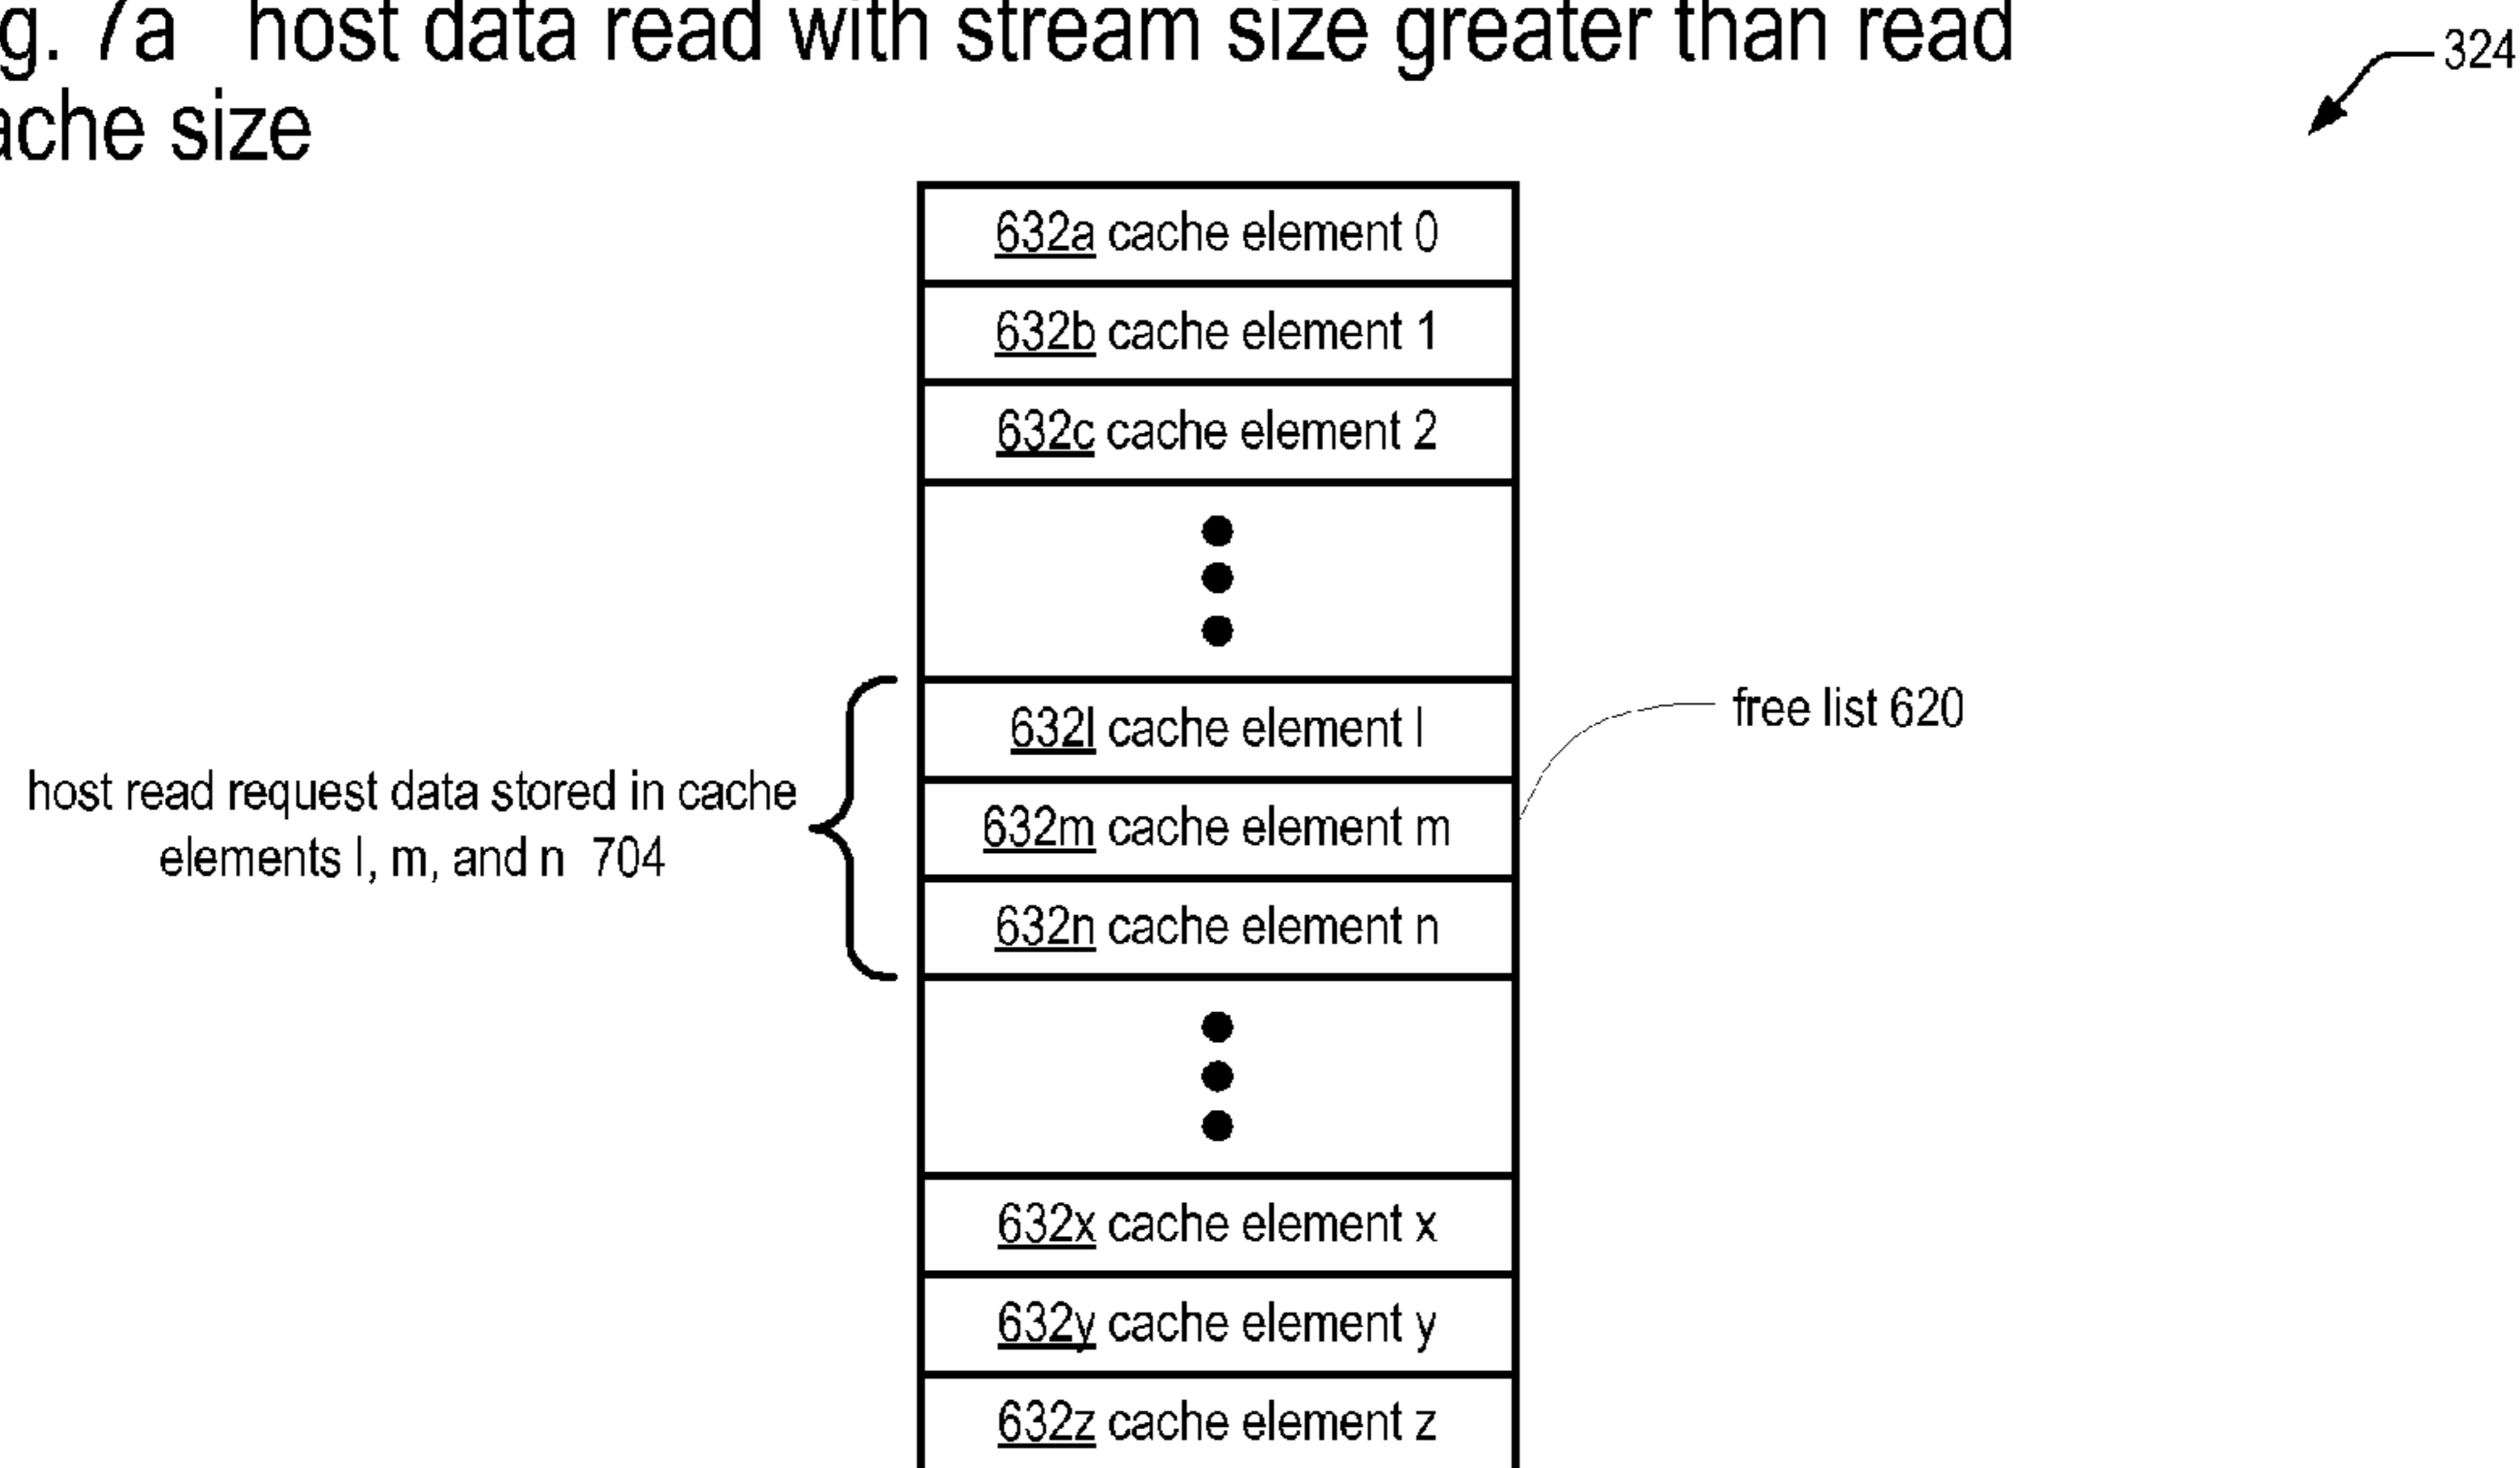 g. 7a host data read with stream size greater than read
ache size
324
632a cache element 0
632b cache element 1
632c cache element 2
632l cache element l
free list 620
host read request data stored in cache
elements l, m, and n 704
632m cache element m
632n cache element n
632x cache element x
632y cache element y
632z cache element z